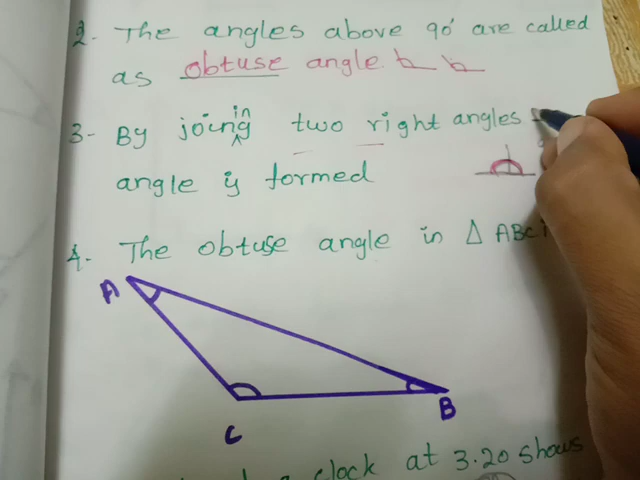 2. The angles above 90° are called
as obtuse angle
3- By joining two right angles
angle is formed
4. The obtuse angle in Δ ABC
A
B
C
clock at 3.20 shows